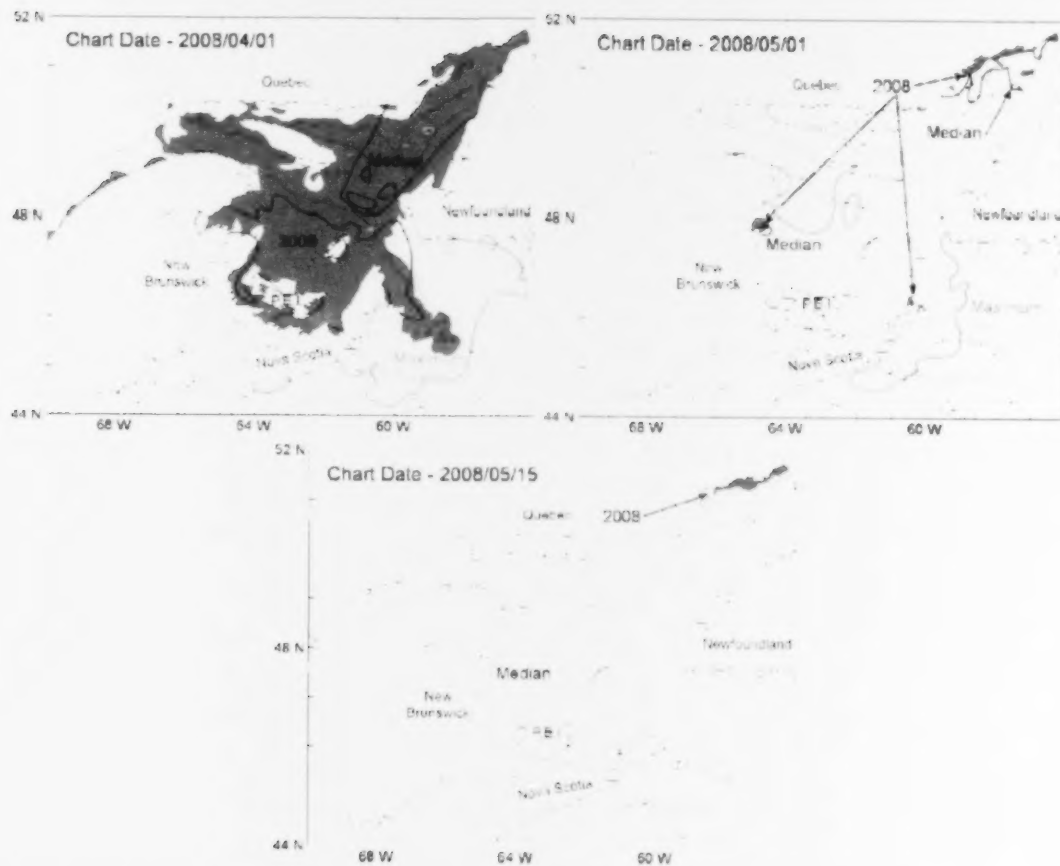 52 N
Chart Date - 2008/04/01
Quebec
Median
48 N
Newfoundland
2008
New
Brunswick
P.E.I.
Nova Scotia
44 N
68 W 64 W 60 W
52 N
Chart Date - 2008/05/01
Quebec 2008
Median
48 N
Newfoundland
Median
New
Brunswick
P.E.I.
Maximum
Nova Scotia
44 N
68 W 64 W 60 W
52 N
Chart Date - 2008/05/15
Quebec 2008
48 N
Newfoundland
Median
New
Brunswick
P.E.I.
Nova Scotia
44 N
68 W 64 W 60 W